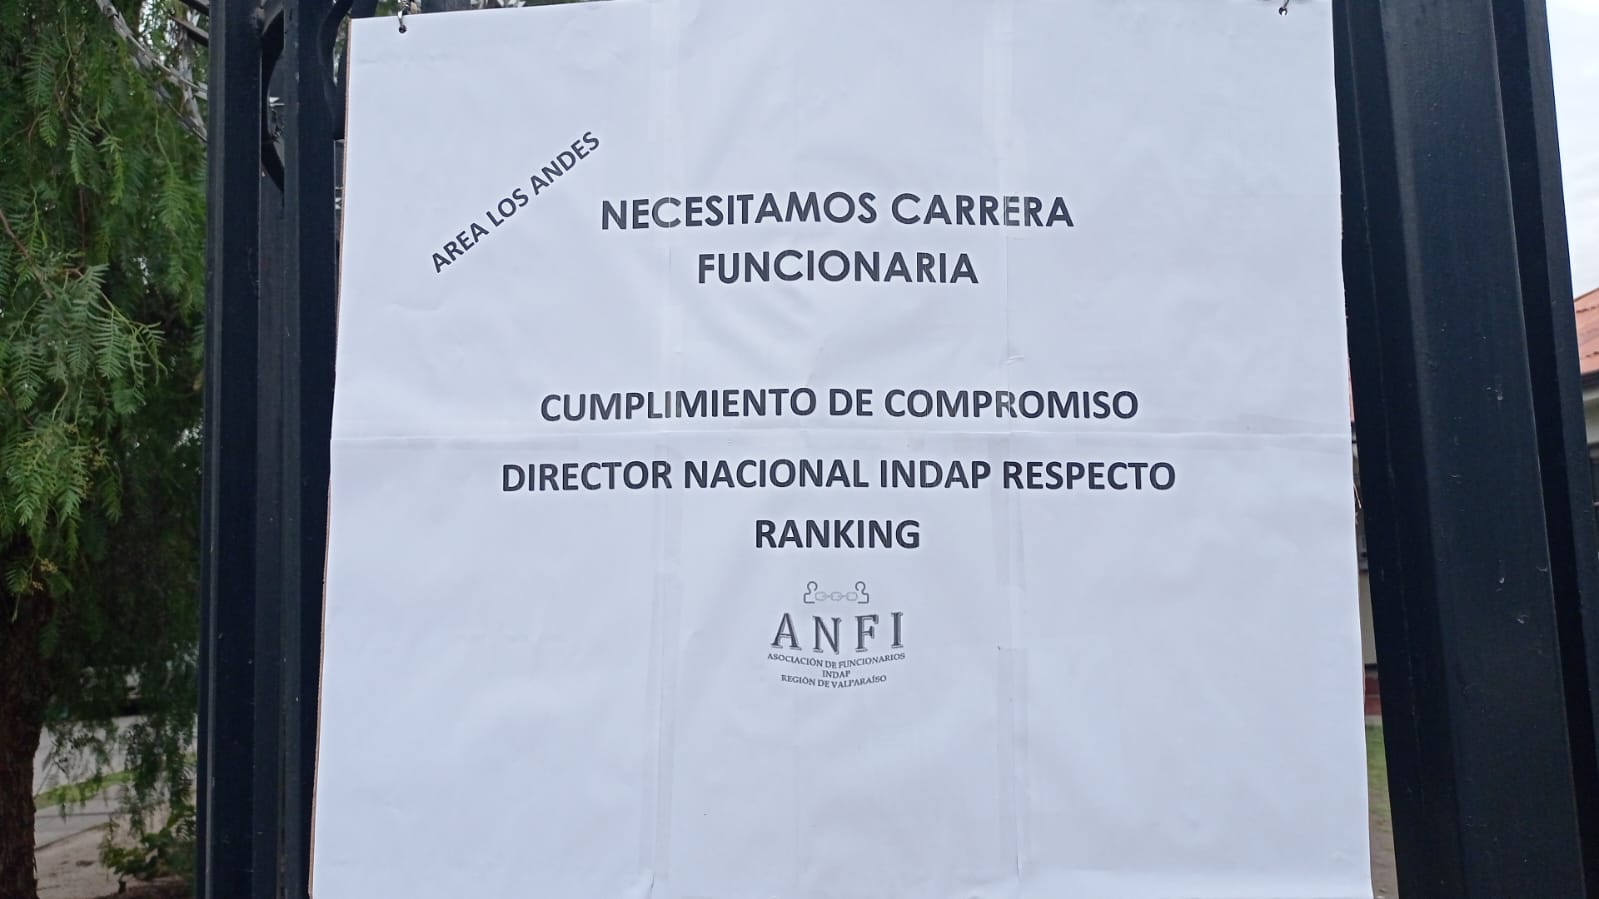 AREA LOS ANDES
NECESITAMOS CARRERA
FUNCIONARIA
CUMPLIMIENTO DE COMPROMISO
DIRECTOR NACIONAL INDAP RESPECTO
RANKING
ANFI
ASOCIACIÓN DE FUNCIONARIOS
INDAP
REGIÓN DE VALPARAÍSO